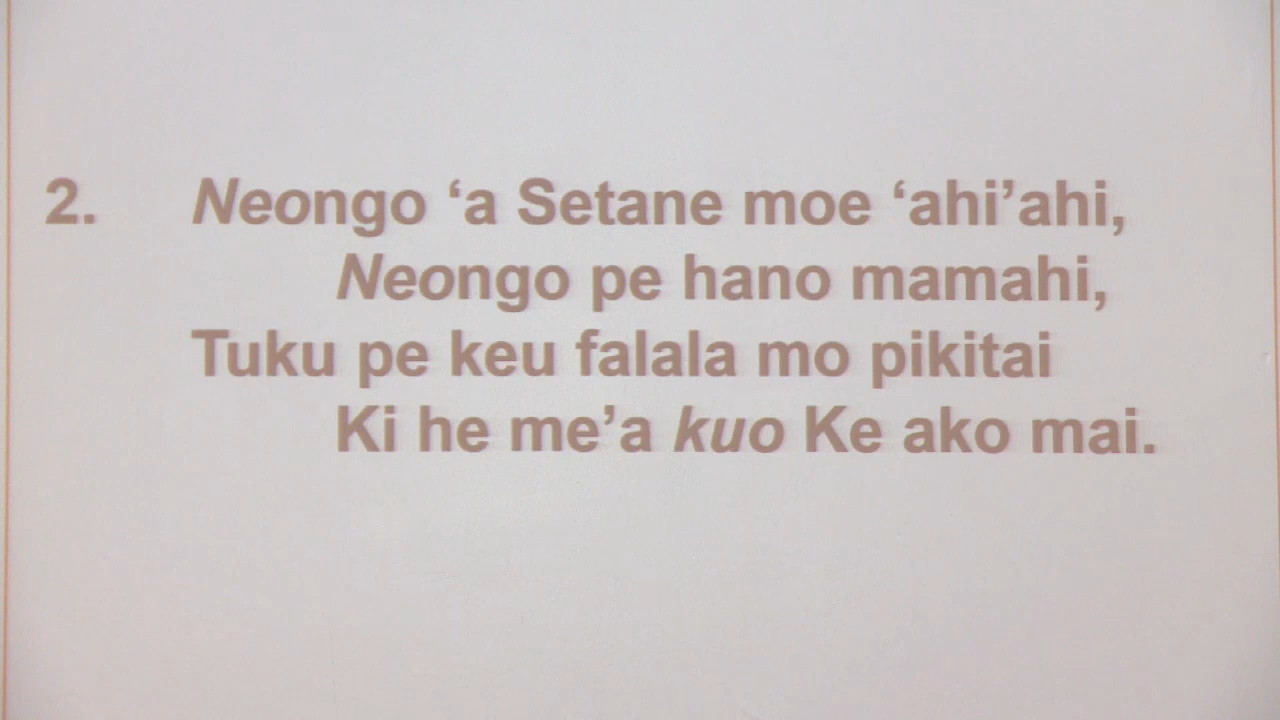 2. Neongo ‘a Setane moe ‘ahi’ahi,
Neongo pe hano mamahi,
Tuku pe keu falala mo pikitai
Ki he me’a kuo Ke ako mai.